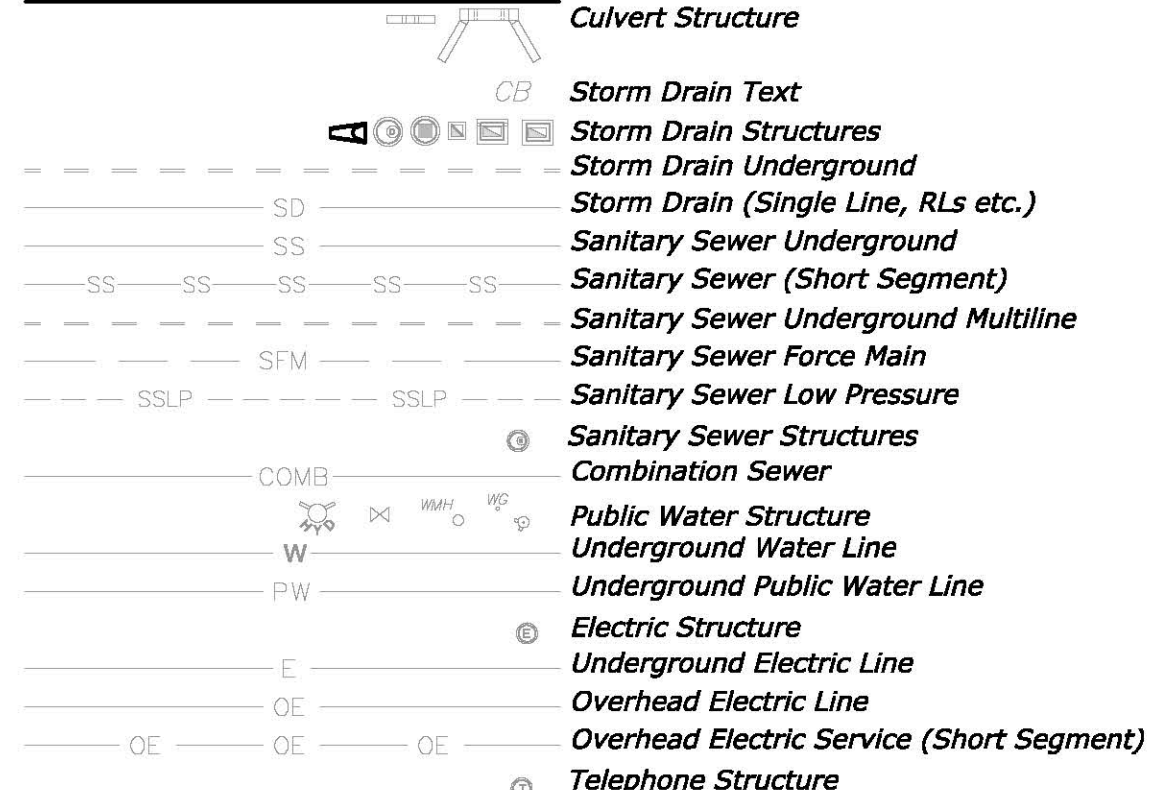 Culvert Structure
CB Storm Drain Text
Storm Drain Structures
Storm Drain Underground
SD Storm Drain (Single Line, RLs etc.)
SS Sanitary Sewer Underground
SS SS SS SS SS Sanitary Sewer (Short Segment)
Sanitary Sewer Underground Multiline
SFM Sanitary Sewer Force Main
SSLP SSLP Sanitary Sewer Low Pressure
Sanitary Sewer Structures
COMB Combination Sewer
HYD WMH WG Public Water Structure
W Underground Water Line
PW Underground Public Water Line
E Electric Structure
E Underground Electric Line
OE Overhead Electric Line
OE OE OE Overhead Electric Service (Short Segment)
T Telephone Structure